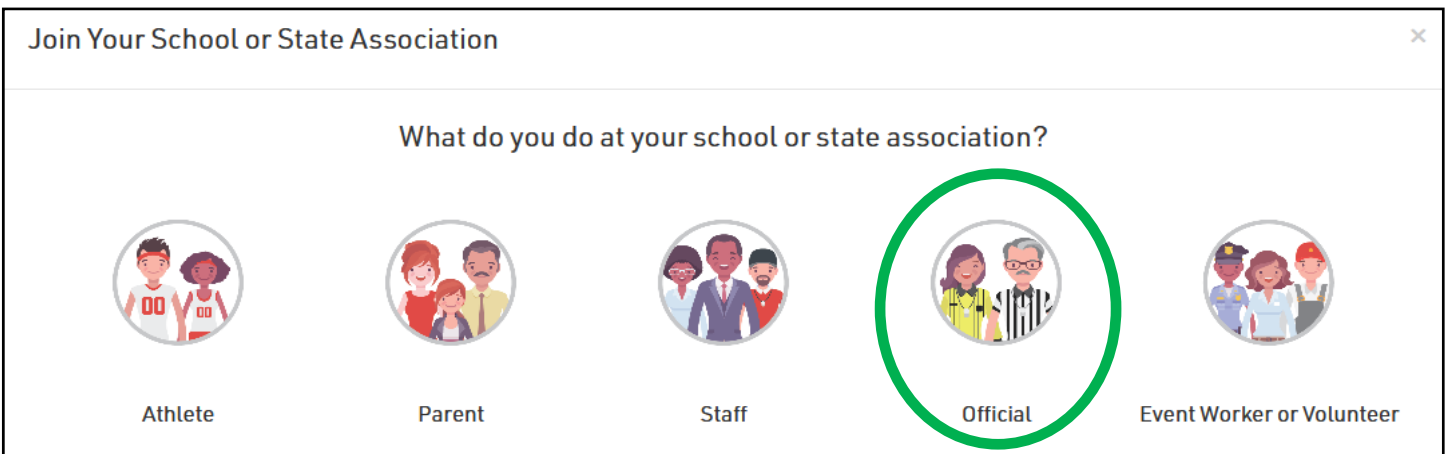 Join Your School or State Association ×
What do you do at your school or state association?
00 00
Athlete Parent Staff Official Event Worker or Volunteer